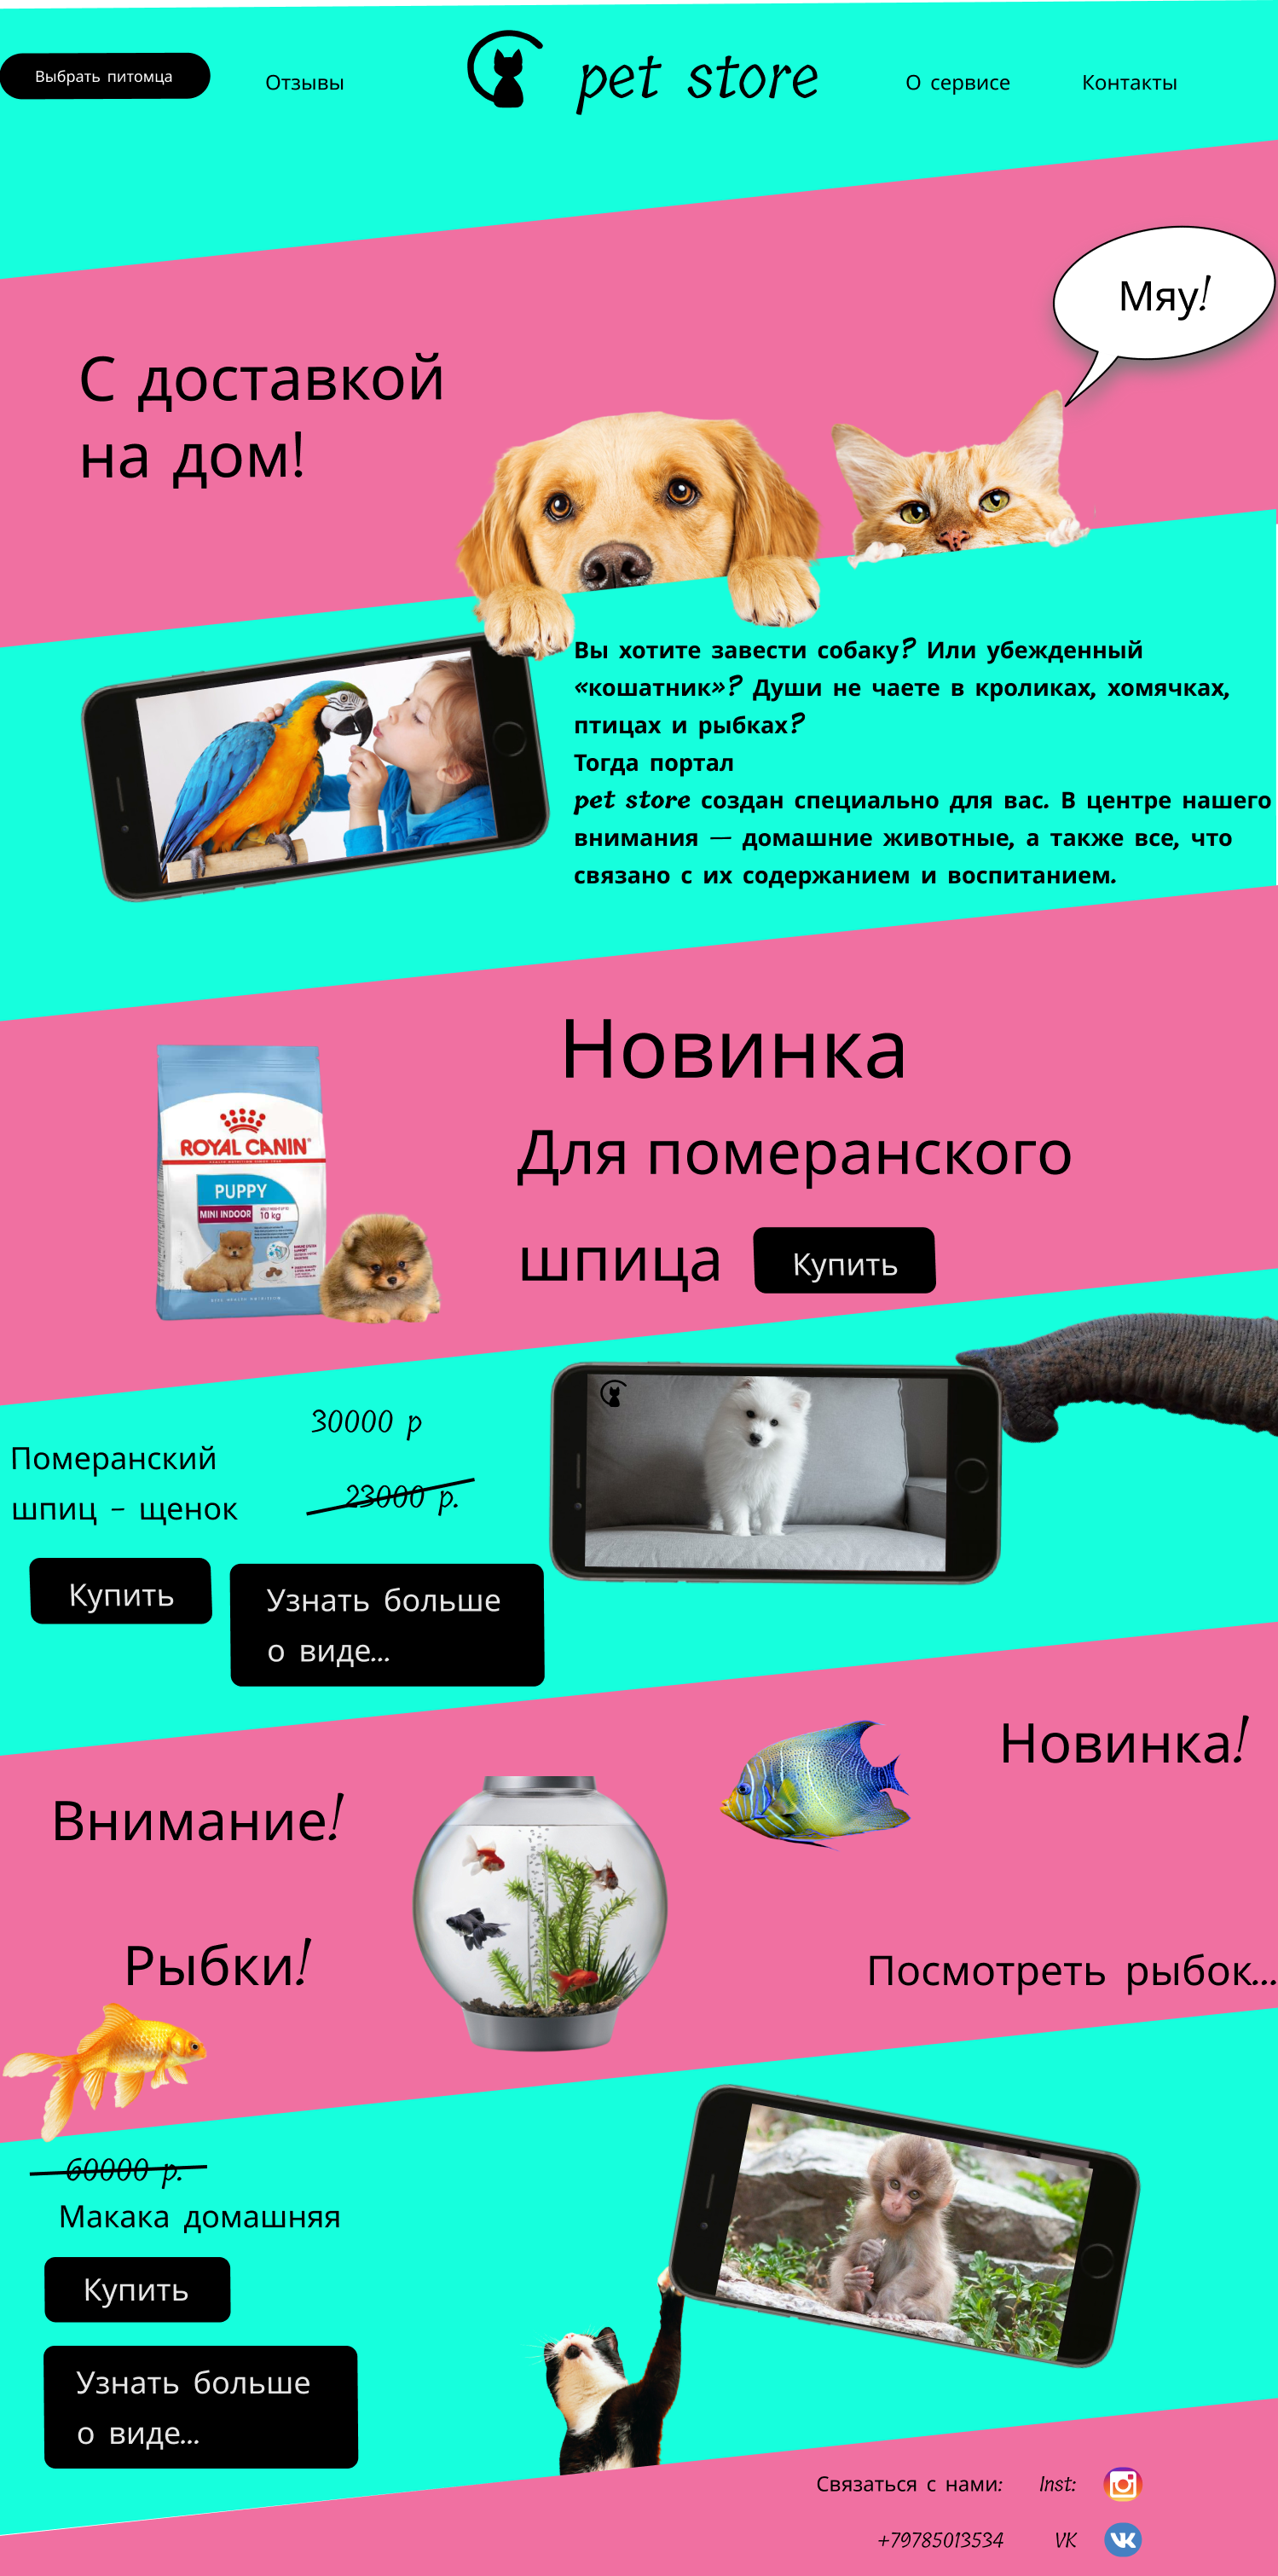 Выбрать питомца
Отзывы
pet store
О сервисе
Контакты
Мяу!
С доставкой
на дом!
Вы хотите завести собаку? Или убежденный
«кошатник»? Души не чаете в кроликах, хомячках,
птицах и рыбках?
Тогда портал
pet store создан специально для вас. В центре нашего
внимания — домашние животные, а также все, что
связано с их содержанием и воспитанием.
Новинка
Для померанского
шпица
Купить
ROYAL CANIN
PUPPY
MINI INDOOR
10 kg
30000 р
Померанский
шпиц - щенок
23000 р.
Купить
Узнать больше
о виде...
Новинка!
Внимание!
Рыбки!
Посмотреть рыбок...
60000 р.
Макака домашняя
Купить
Узнать больше
о виде...
Связаться с нами:
Inst:
+79785013534
VK